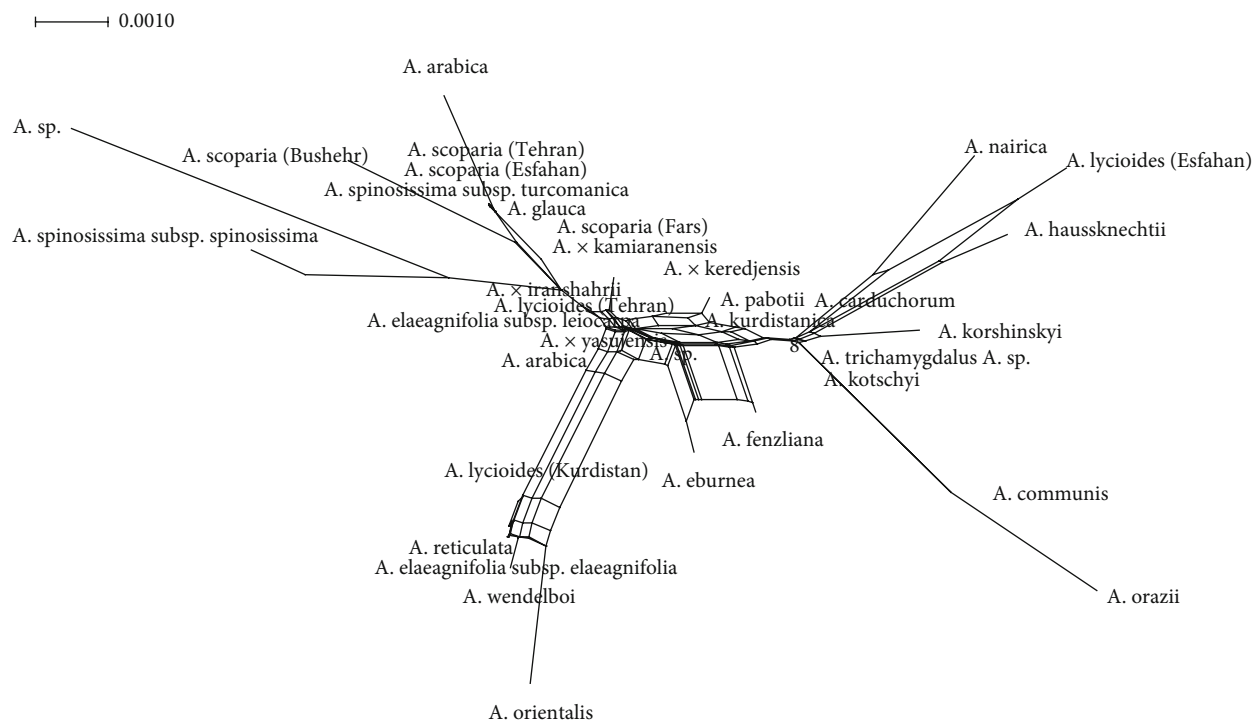 0.0010
A. arabica
A. sp.
A. scoparia (Bushehr)
A. scoparia (Tehran)
A. scoparia (Esfahan)
A. spinosissima subsp. turcomanica
A. glauca
A. spinosissima subsp. spinosissima
A. scoparia (Fars)
A. × kamiaranensis
A. × keredjensis
A. nairica
A. lycioides (Esfahan)
A. haussknechtii
A. × iranshahrii
A. lycioides (Tehran)
A. pabotii
A. carduchorum
A. elaeagnifolia subsp. leiocarpa
A. kurdistanica
A. korshinskyi
A. × yasujensis
A. sp.
8
A. arabica
A. trichamygdalus A. sp.
A. kotschyi
A. fenzliana
A. lycioides (Kurdistan)
A. eburnea
A. communis
A. reticulata
A. elaeagnifolia subsp. elaeagnifolia
A. wendelboi
A. orazii
A. orientalis